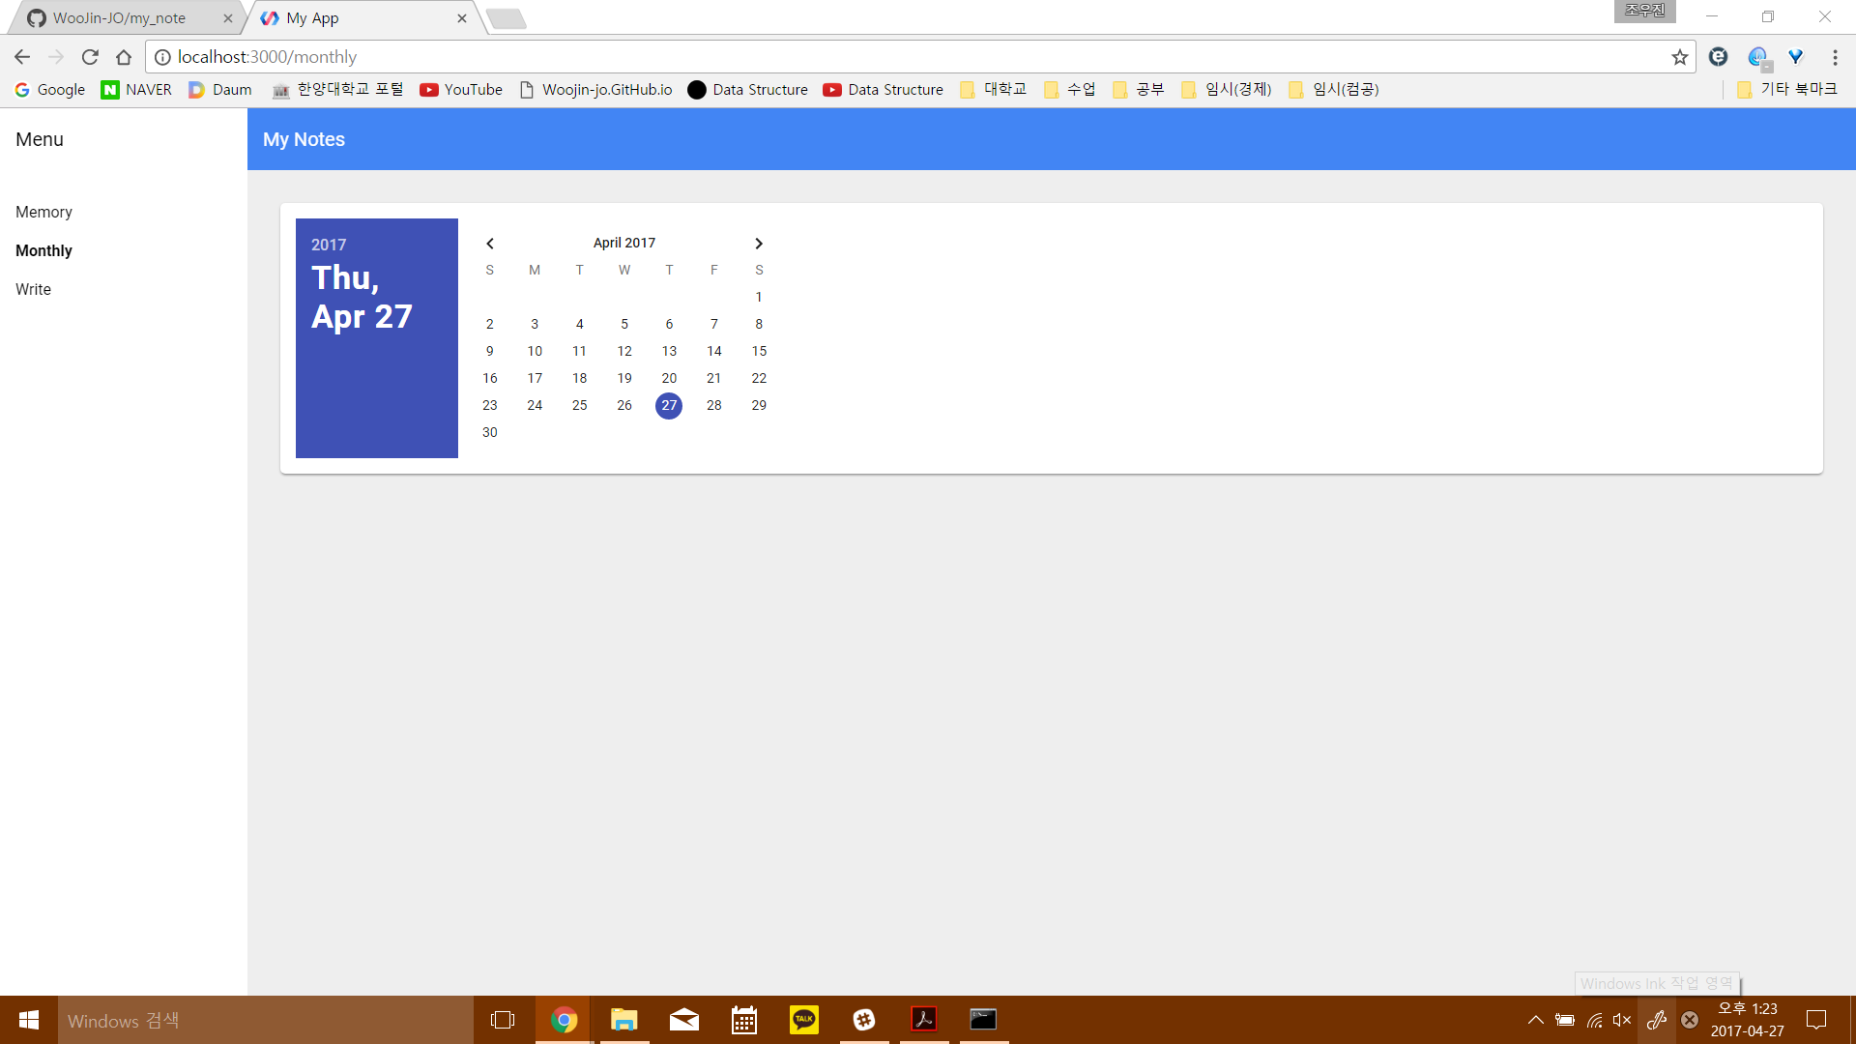 WooJin-JO/my_note
My App
조우진
localhost:3000/monthly
Google
NAVER
Daum
한양대학교 포털
YouTube
Woojin-jo.GitHub.io
Data Structure
Data Structure
대학교
수업
공부
임시(경제)
임시(컴공)
기타 북마크
Menu
My Notes
Memory
Monthly
Write
2017
Thu,
Apr 27
April 2017
S M T W T F S
1
2 3 4 5 6 7 8
9 10 11 12 13 14 15
16 17 18 19 20 21 22
23 24 25 26 27 28 29
30
Windows Ink 작업 영역
Windows 검색
TALK
오후 1:23
2017-04-27